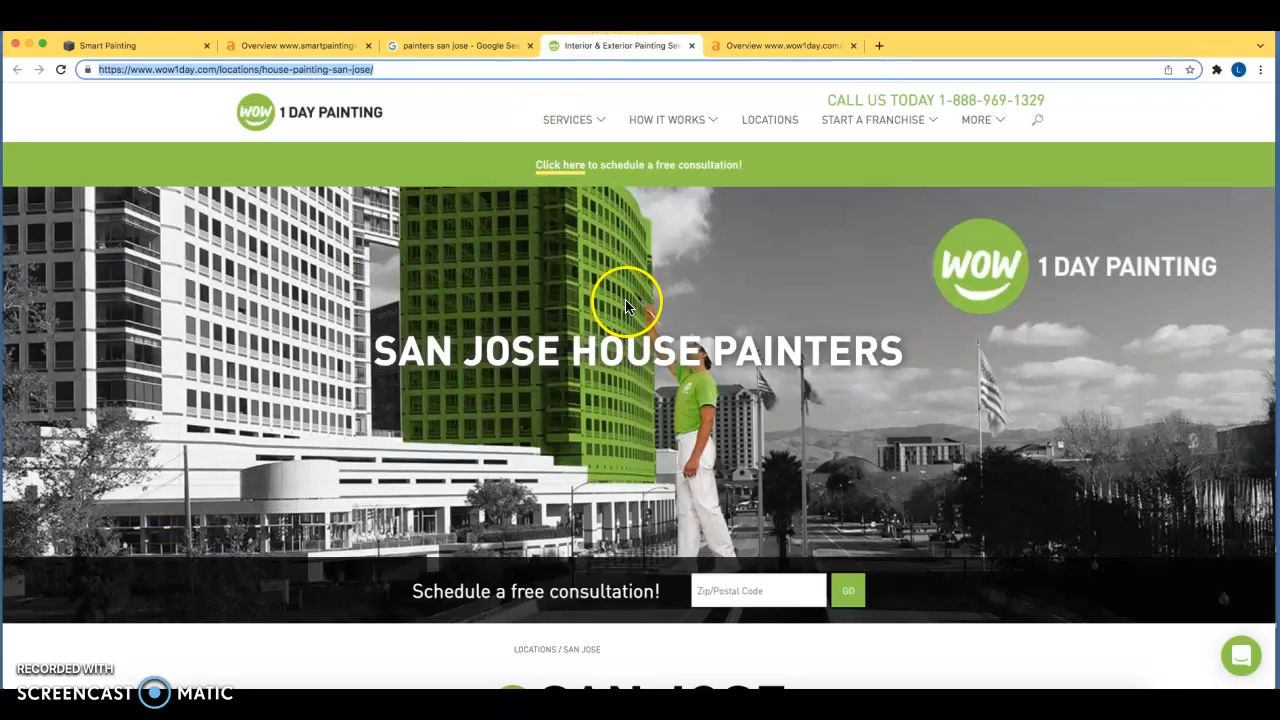 Smart Painting
Overview www.smartpainting
painters san jose - Google Sea
Interior & Exterior Painting Ser
Overview www.wow1day.com/
https://www.wow1day.com/locations/house-painting-san-jose/
L
WOW 1 DAY PAINTING
CALL US TODAY 1-888-969-1329
SERVICES HOW IT WORKS LOCATIONS START A FRANCHISE MORE
Click here to schedule a free consultation!
WOW 1 DAY PAINTING
SAN JOSE HOUSE PAINTERS
Schedule a free consultation! Zip/Postal Code GO
LOCATIONS / SAN JOSE
SAN JOSE
RECORDED WITH
SCREENCAST MATIC